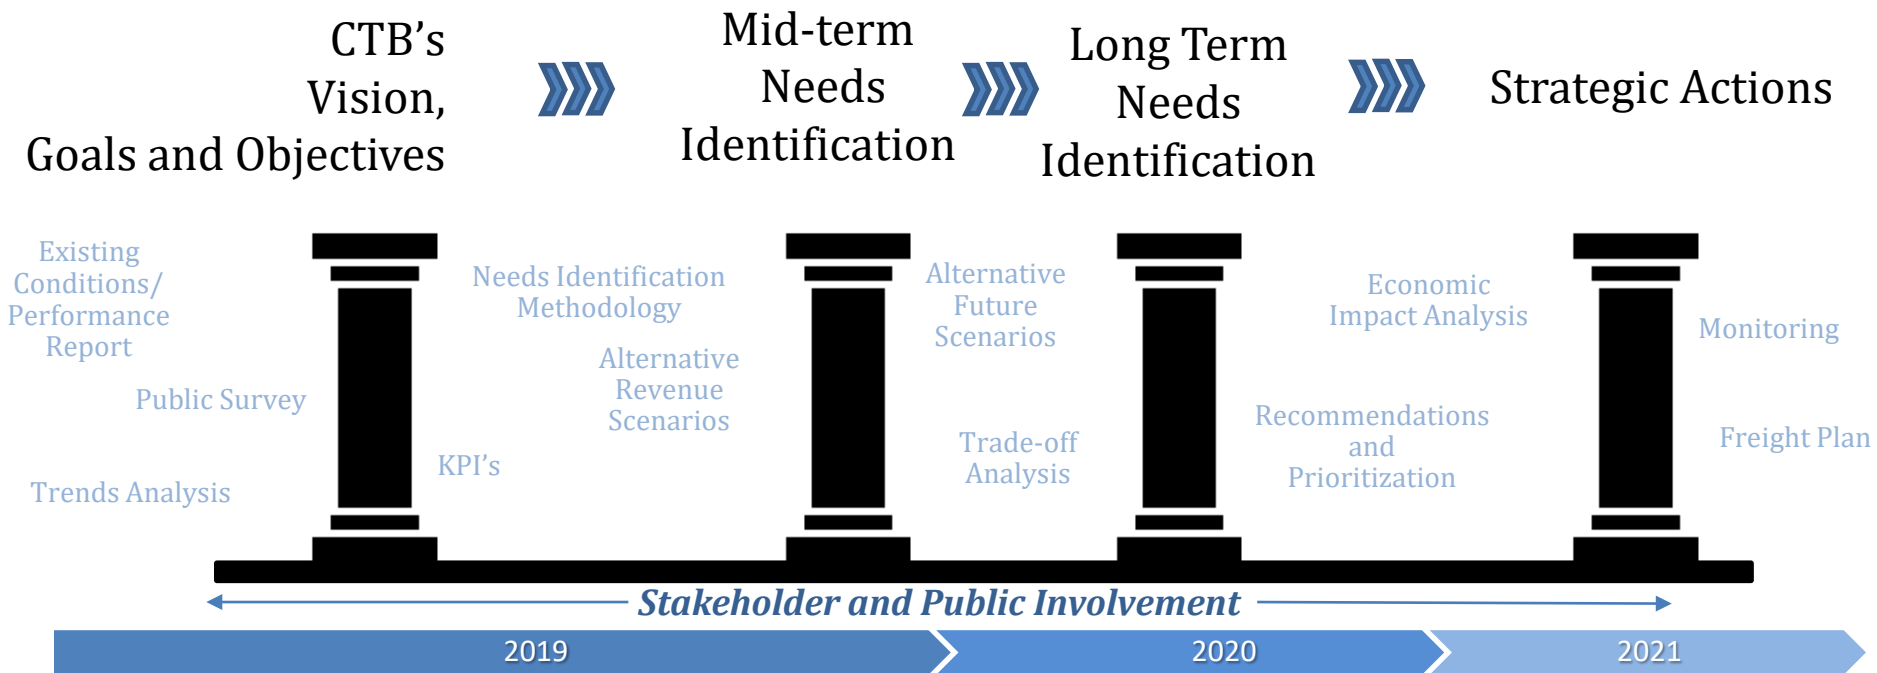 CTB's
Vision,
Goals and Objectives
Mid-term
Needs
Identification
Long Term
Needs
Identification
Strategic Actions
Existing
Conditions/
Performance
Report
Public Survey
Trends Analysis
Needs Identification
Methodology
Alternative
Revenue
Scenarios
KPI's
Alternative
Future
Scenarios
Trade-off
Analysis
Economic
Impact Analysis
Recommendations
and
Prioritization
Monitoring
Freight Plan
Stakeholder and Public Involvement
2019
2020
2021